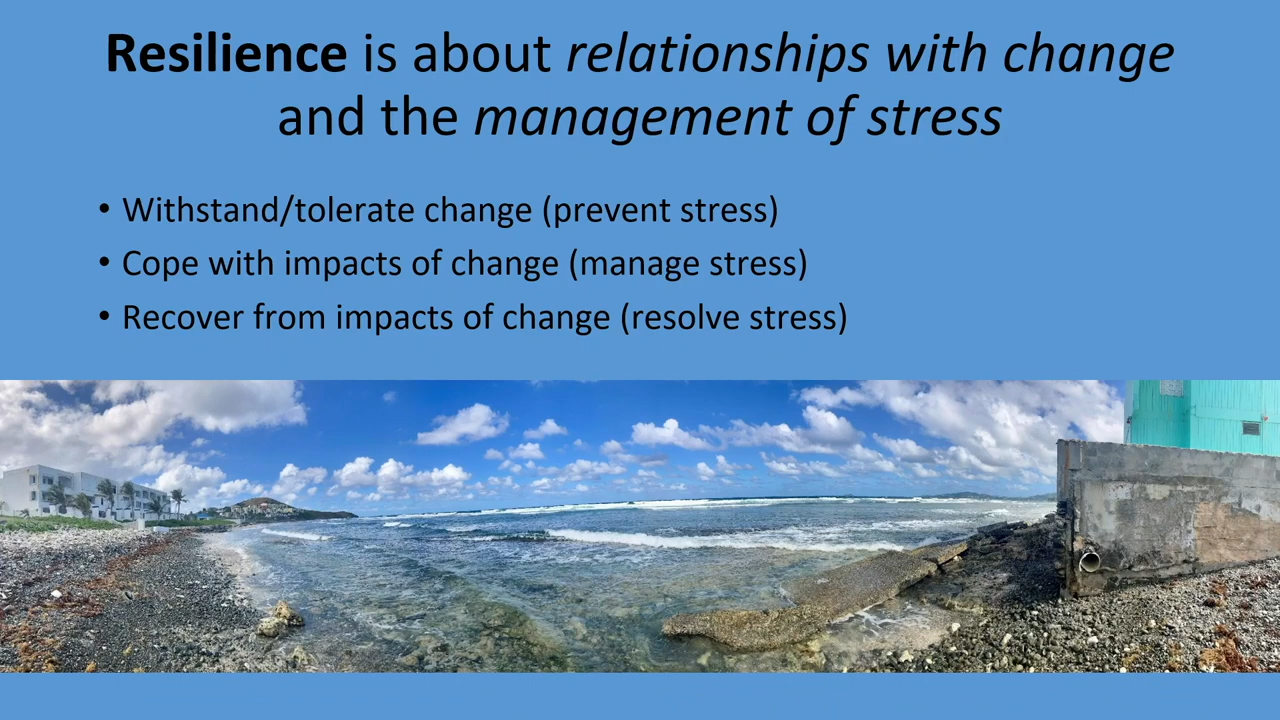 Resilience is about relationships with change
and the management of stress
• Withstand/tolerate change (prevent stress)
• Cope with impacts of change (manage stress)
• Recover from impacts of change (resolve stress)